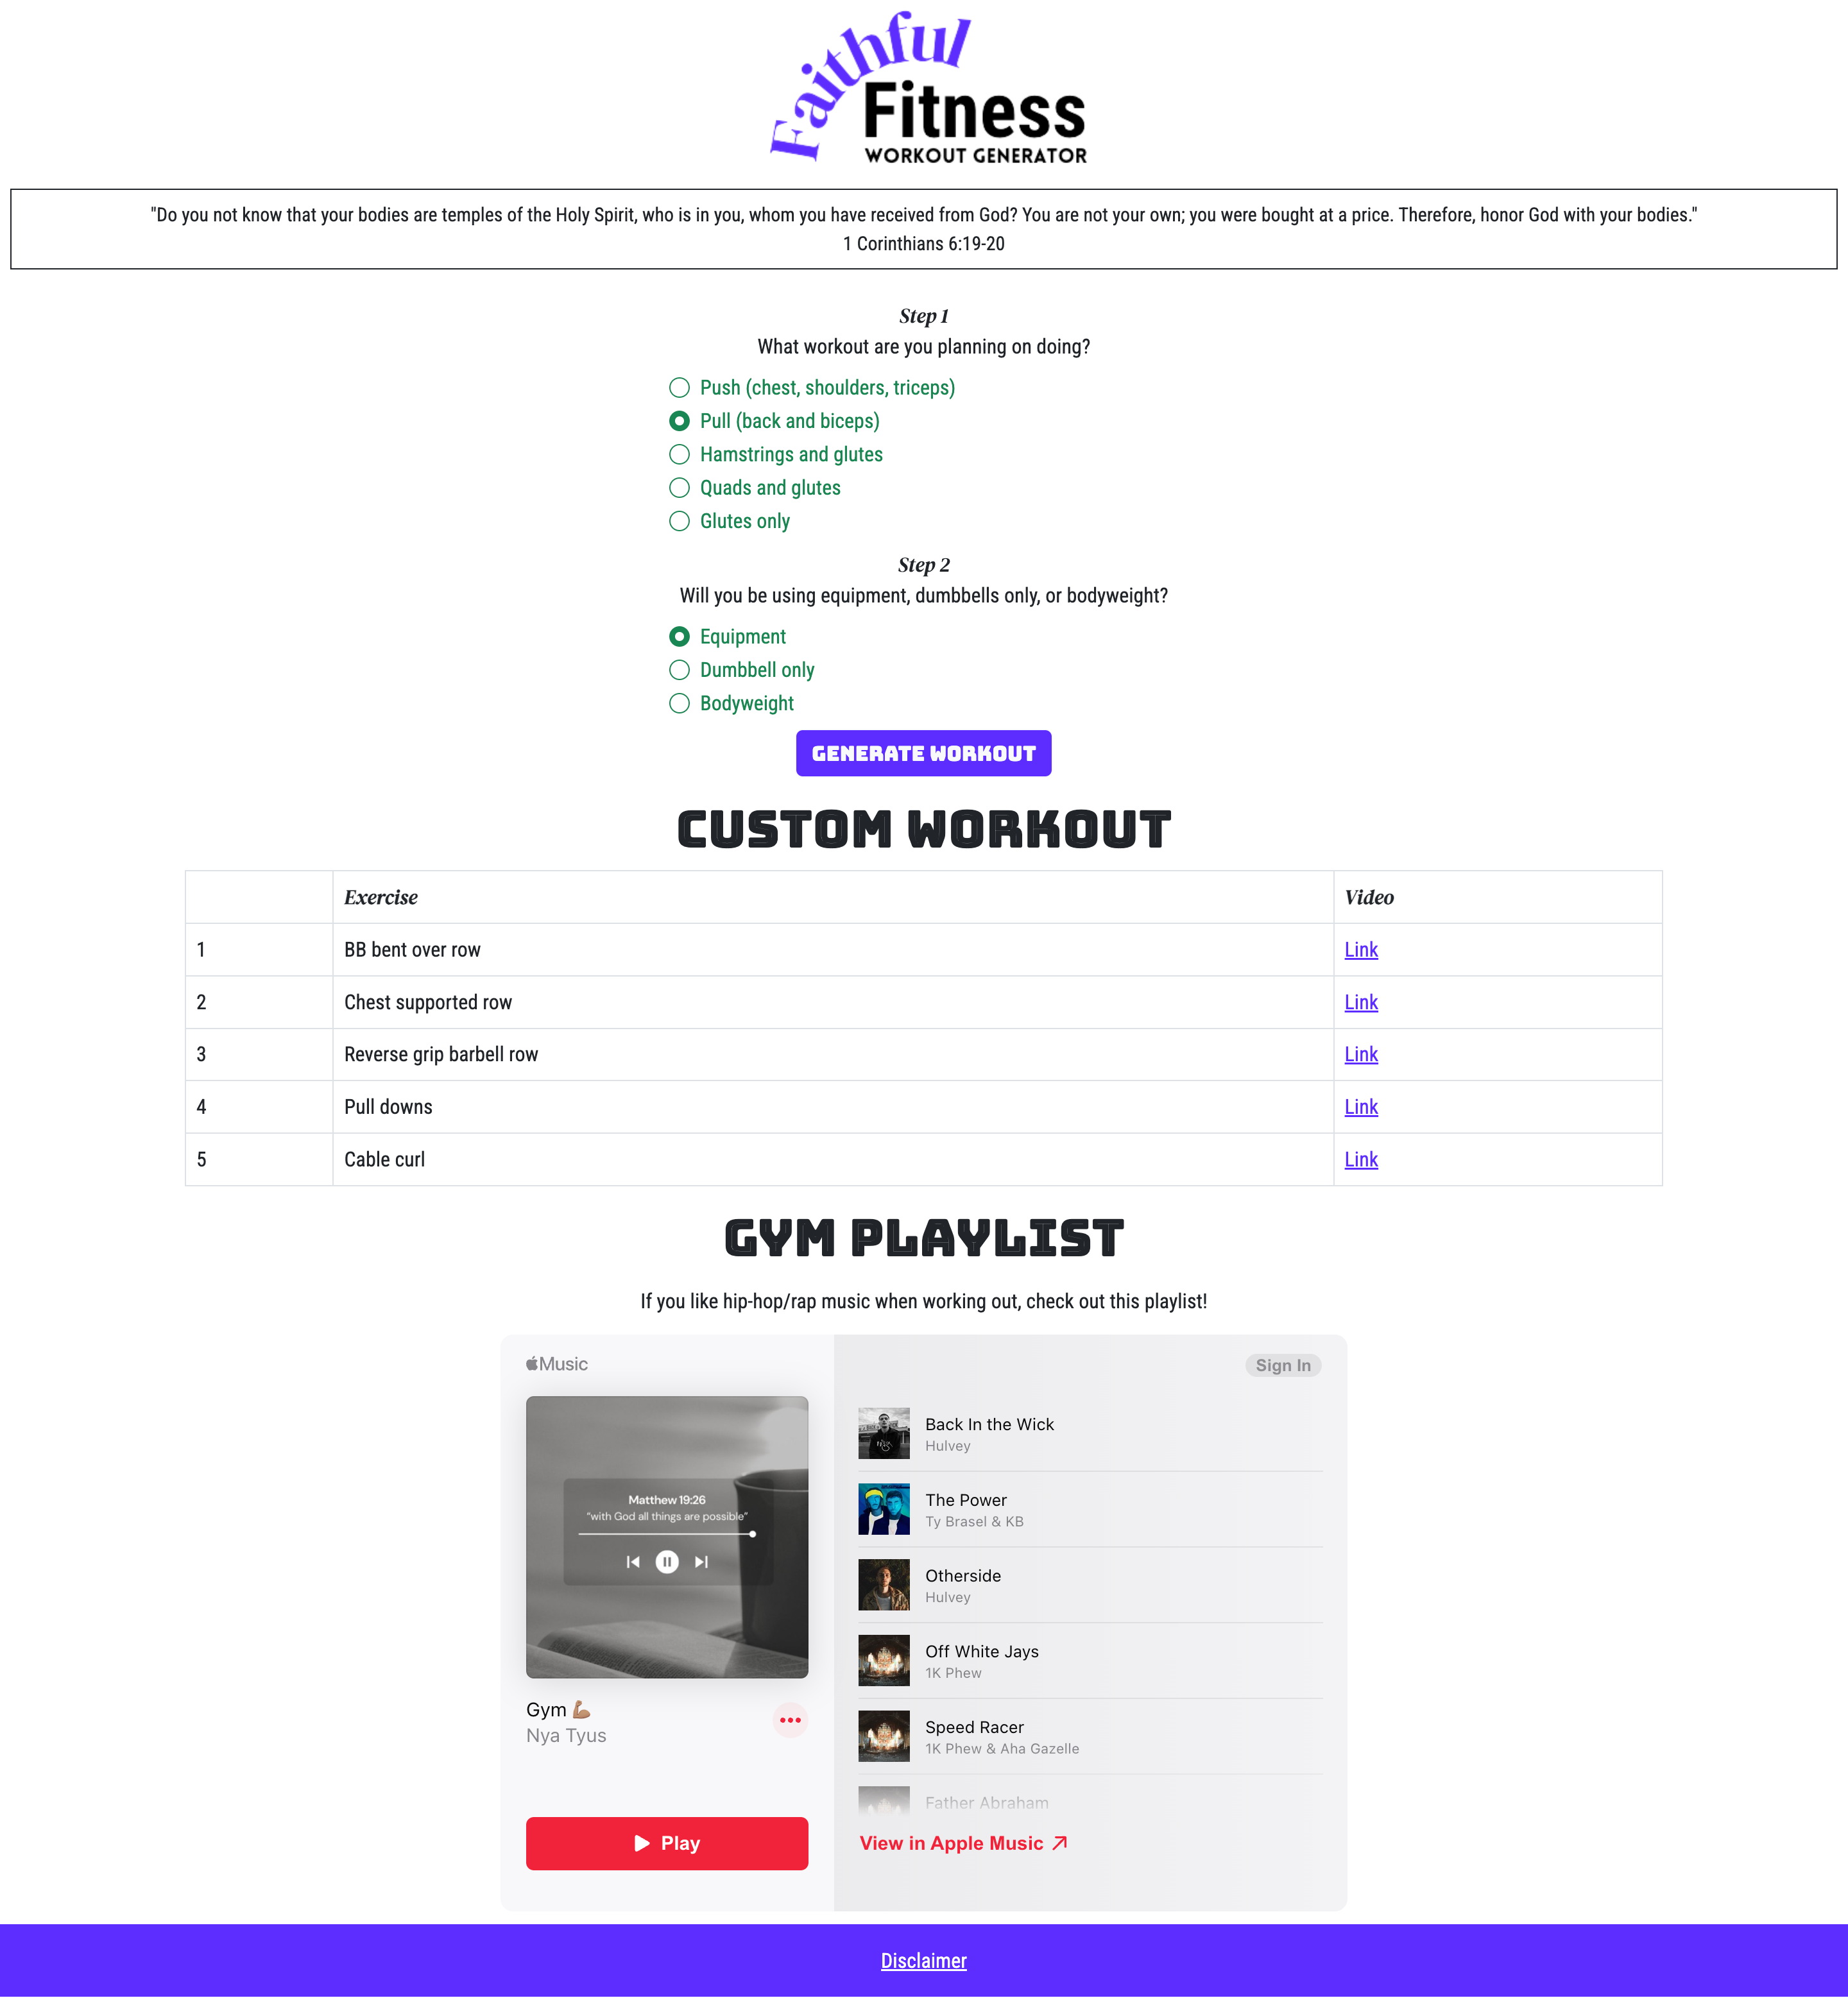 Faithful
Fitness
WORKOUT GENERATOR
"Do you not know that your bodies are temples of the Holy Spirit, who is in you, whom you have received from God? You are not your own; you were bought at a price. Therefore, honor God with your bodies."
1 Corinthians 6:19-20
Step 1
What workout are you planning on doing?
Push (chest, shoulders, triceps)
Pull (back and biceps)
Hamstrings and glutes
Quads and glutes
Glutes only
Step 2
Will you be using equipment, dumbbells only, or bodyweight?
Equipment
Dumbbell only
Bodyweight
GENERATE WORKOUT
CUSTOM WORKOUT
Exercise Video
1 BB bent over row Link
2 Chest supported row Link
3 Reverse grip barbell row Link
4 Pull downs Link
5 Cable curl Link
GYM PLAYLIST
If you like hip-hop/rap music when working out, check out this playlist!
Music
Matthew 19:26
"with God all things are possible"
Gym 💪🏽
Nya Tyus
Play
Sign In
Back In the Wick
Hulvey
The Power
Ty Brasel & KB
Otherside
Hulvey
Off White Jays
1K Phew
Speed Racer
1K Phew & Aha Gazelle
Father Abraham
View in Apple Music
Disclaimer